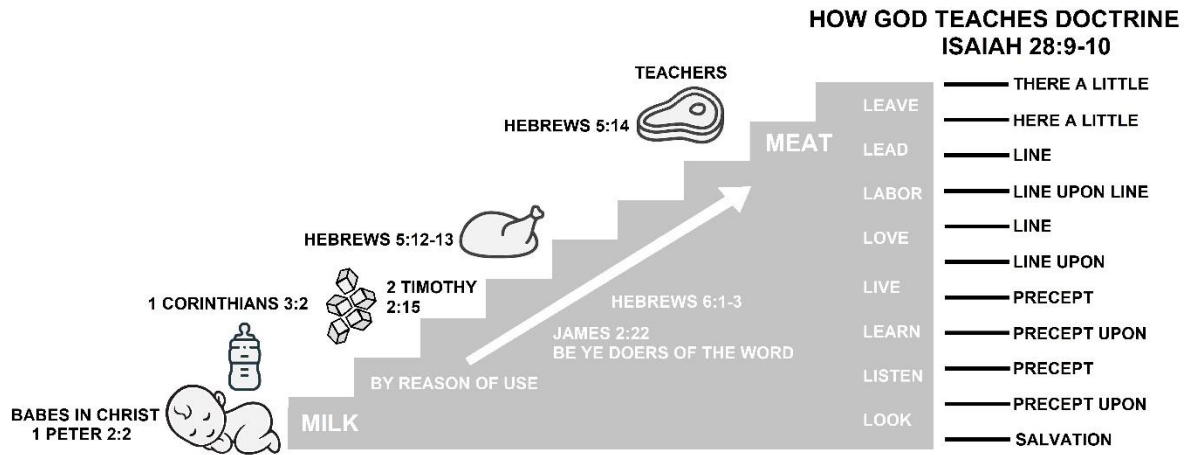 HOW GOD TEACHES DOCTRINE
ISAIAH 28:9-10
TEACHERS
HEBREWS 5:14
HEBREWS 5:12-13
2 TIMOTHY
2:15
1 CORINTHIANS 3:2
BABES IN CHRIST
1 PETER 2:2
MILK
BY REASON OF USE
JAMES 2:22
BE YE DOERS OF THE WORD
HEBREWS 6:1-3
MEAT
LEAVE
LEAD
LABOR
LOVE
LIVE
LEARN
LISTEN
LOOK
THERE A LITTLE
HERE A LITTLE
LINE
LINE UPON LINE
LINE
LINE UPON
PRECEPT
PRECEPT UPON
PRECEPT
PRECEPT UPON
SALVATION